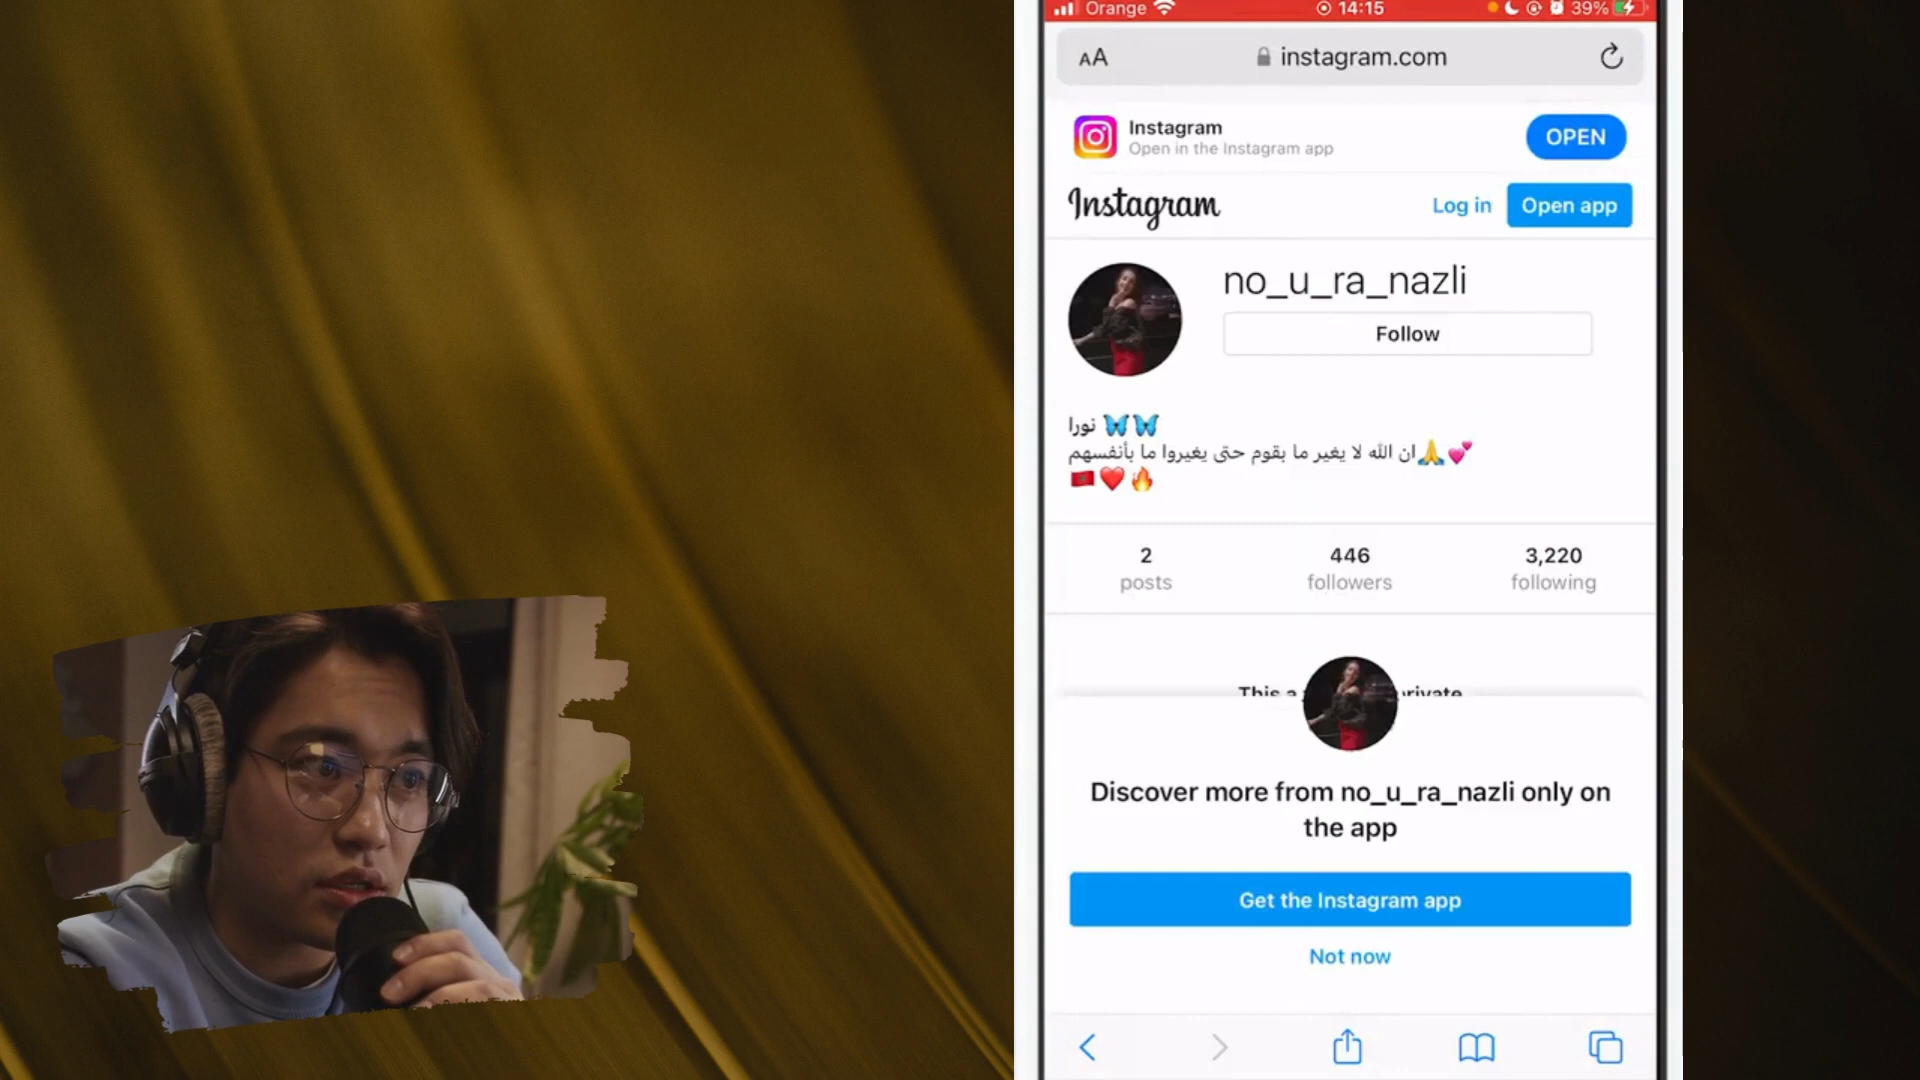 Orange 14:15 39%
AA instagram.com
Instagram
Open in the Instagram app
OPEN
Instagram
Log in
Open app
no_u_ra_nazli
Follow
نورا 🦋🦋
ان الله لا يغير ما بقوم حتى يغيروا ما بأنفسهم🙏💕
🇲🇦❤️🔥
2 446 3,220
posts followers following
This a rivate
Discover more from no_u_ra_nazli only on
the app
Get the Instagram app
Not now